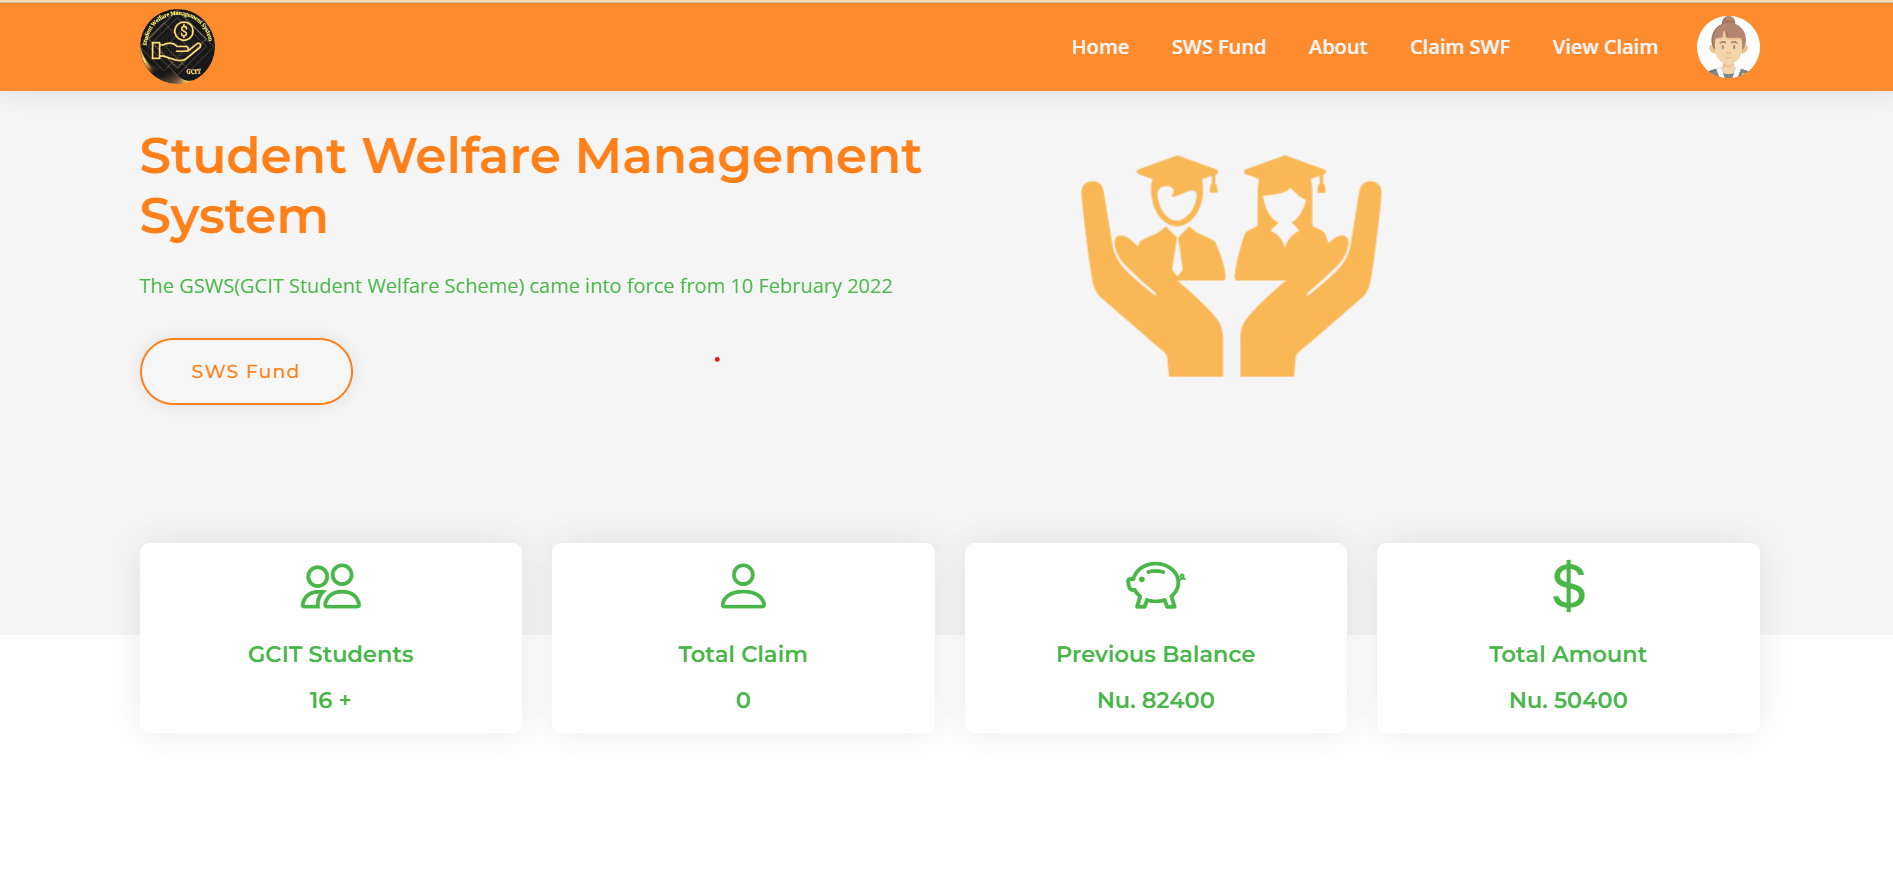 Student Welfare Management System
GCIT
Home
SWS Fund
About
Claim SWF
View Claim
Student Welfare Management
System
The GSWS(GCIT Student Welfare Scheme) came into force from 10 February 2022
SWS Fund
GCIT Students
16 +
Total Claim
0
Previous Balance
Nu. 82400
Total Amount
Nu. 50400